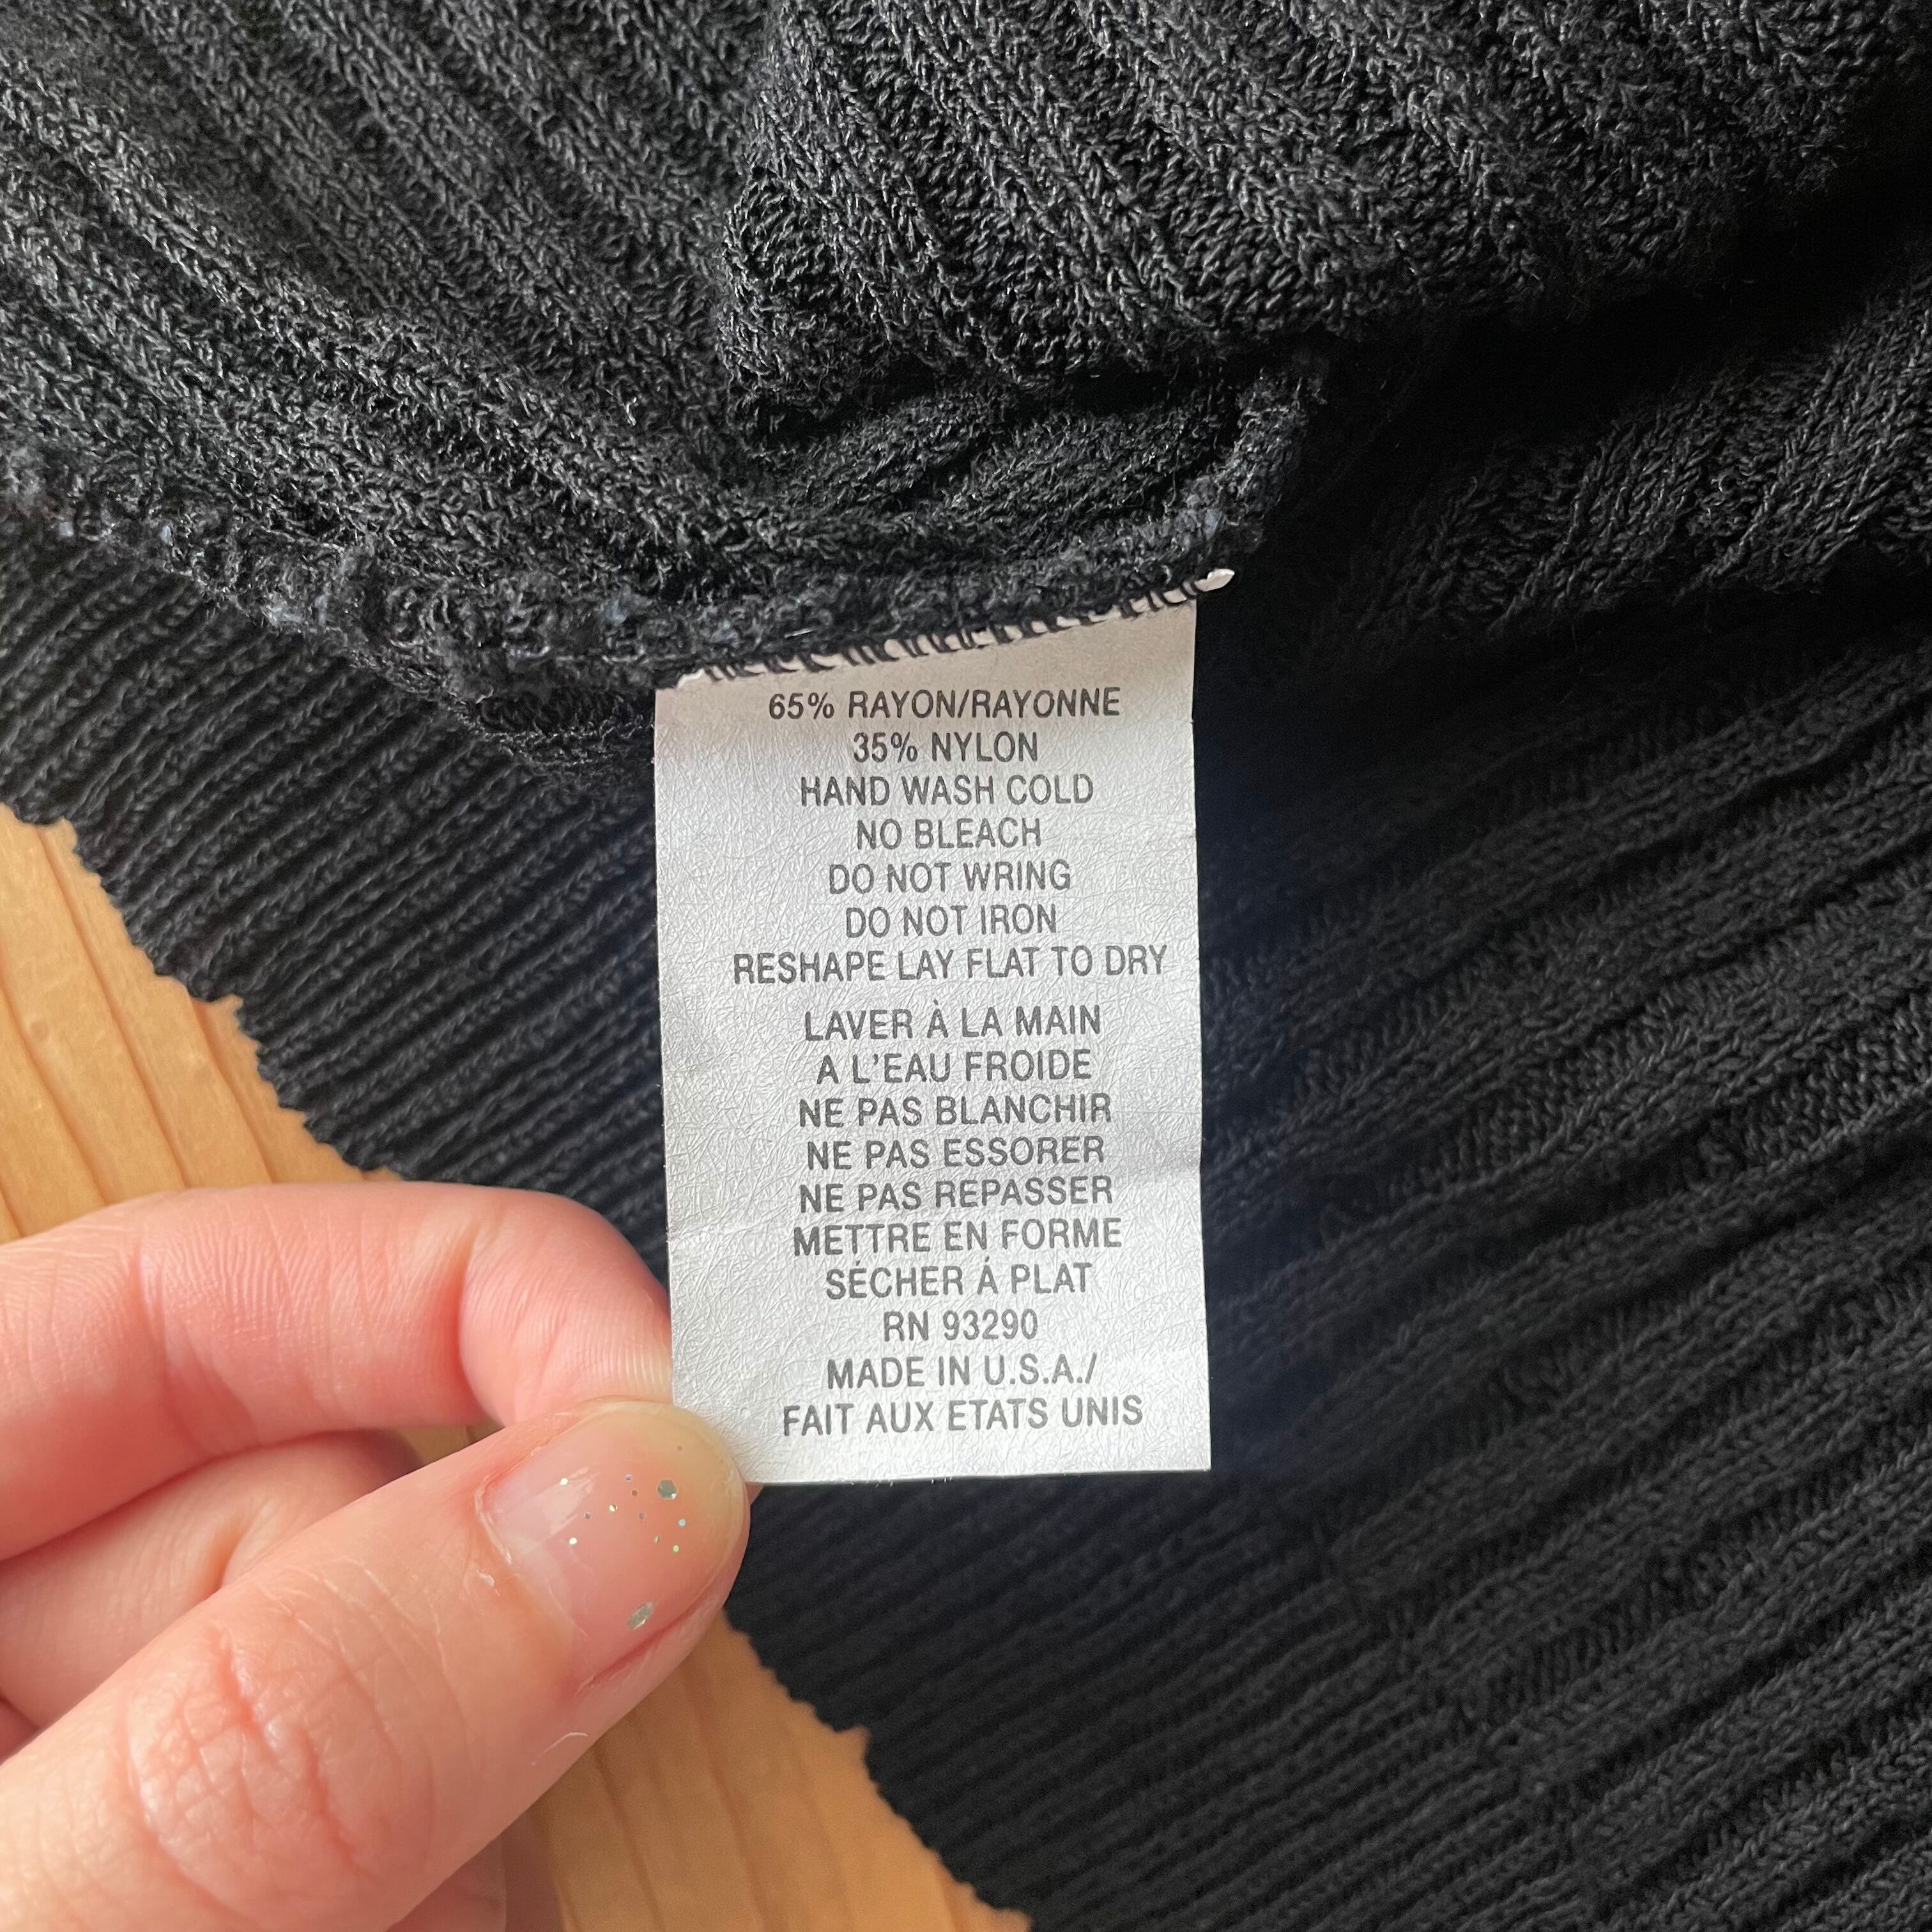 65% RAYON/RAYONNE
35% NYLON
HAND WASH COLD
NO BLEACH
DO NOT WRING
DO NOT IRON
RESHAPE LAY FLAT TO DRY
LAVER À LA MAIN
A L'EAU FROIDE
NE PAS BLANCHIR
NE PAS ESSORER
NE PAS REPASSER
METTRE EN FORME
SÉCHER Á PLAT
RN 93290
MADE IN U.S.A./
FAIT AUX ETATS UNIS